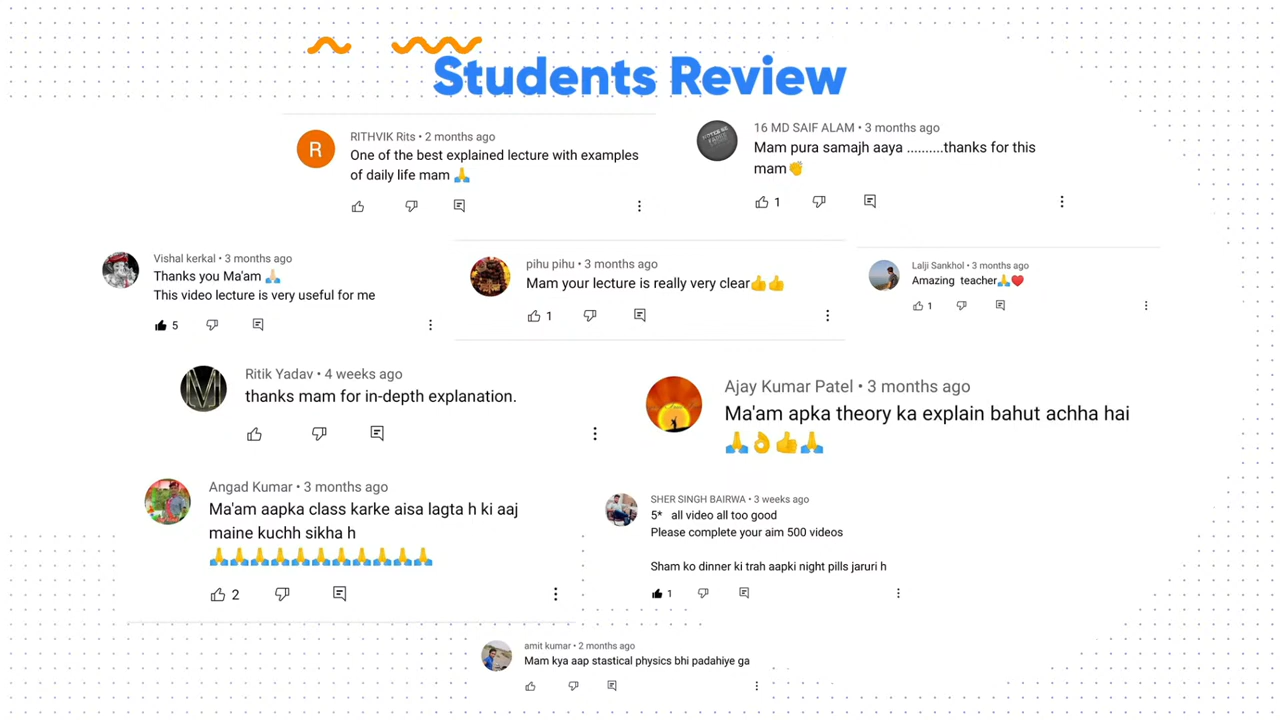 Students Review
RITHVIK Rits • 2 months ago
One of the best explained lecture with examples
of daily life mam 🙏
16 MD SAIF ALAM • 3 months ago
Mam pura samajh aaya ..........thanks for this
mam👏
1
Vishal kerkal • 3 months ago
Thanks you Ma'am 🙏🏻
This video lecture is very useful for me
5
pihu pihu • 3 months ago
Mam your lecture is really very clear👍👍
1
Lalji Sankhol • 3 months ago
Amazing teacher🙏♥️
1
Ritik Yadav • 4 weeks ago
thanks mam for in-depth explanation.
Ajay Kumar Patel • 3 months ago
Ma'am apka theory ka explain bahut achha hai
🙏👌👍🙏
Angad Kumar • 3 months ago
Ma'am aapka class karke aisa lagta h ki aaj
maine kuchh sikha h
🙏🙏🙏🙏🙏🙏🙏🙏🙏🙏🙏
2
SHER SINGH BAIRWA • 3 weeks ago
5* all video all too good
Please complete your aim 500 videos
Sham ko dinner ki trah aapki night pills jaruri h
1
amit kumar • 2 months ago
Mam kya aap stastical physics bhi padahiye ga
R
M